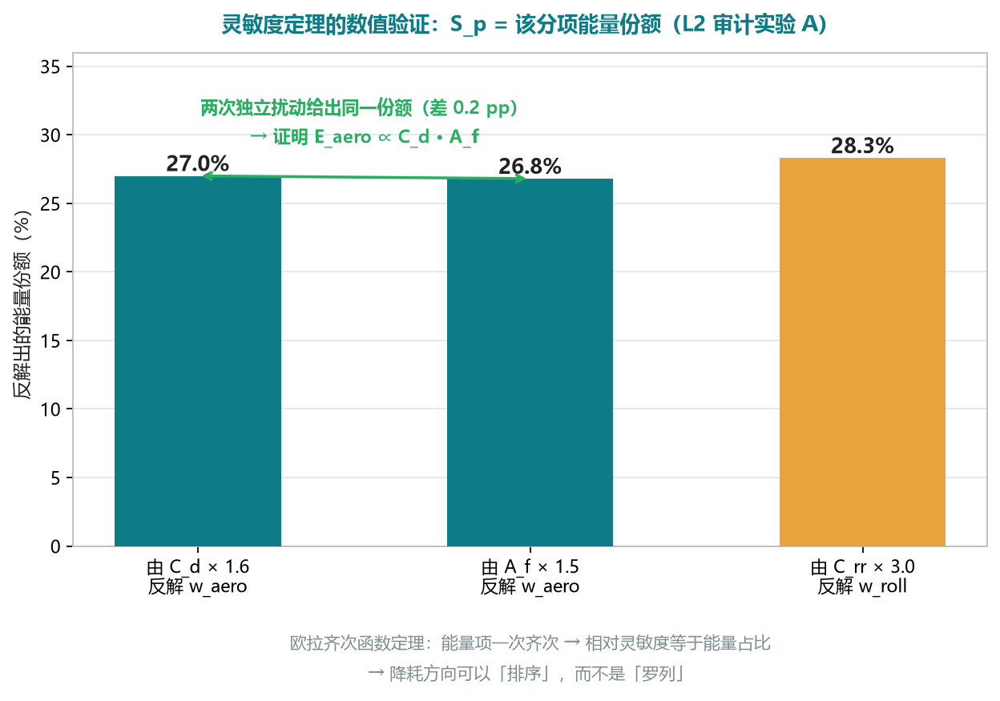 灵敏度定理的数值验证：S_p = 该分项能量份额（L2 审计实验 A）
反解出的能量份额（%）
35
30
25
20
15
10
5
0
两次独立扰动给出同一份额（差 0.2 pp）
→ 证明 E_aero ∝ C_d · A_f
27.0%
26.8%
28.3%
由 C_d × 1.6
反解 w_aero
由 A_f × 1.5
反解 w_aero
由 C_rr × 3.0
反解 w_roll
欧拉齐次函数定理：能量项一次齐次 → 相对灵敏度等于能量占比
→ 降耗方向可以「排序」，而不是「罗列」